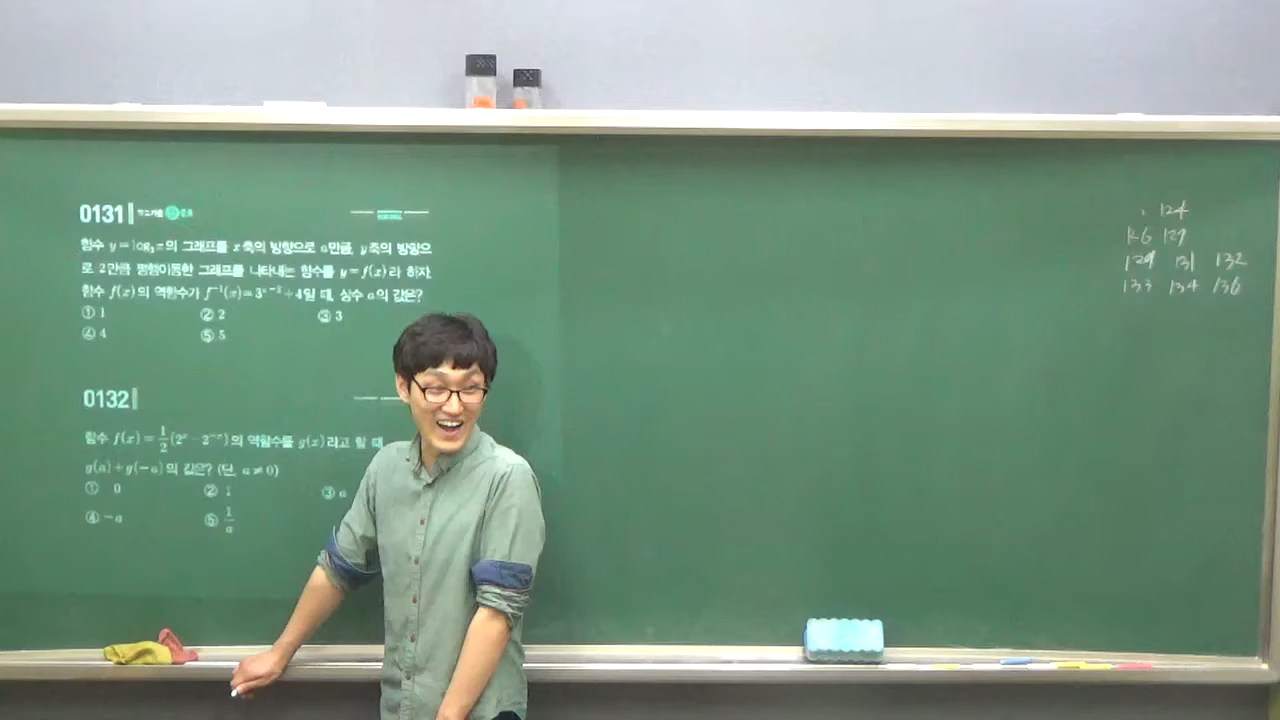 0131
함수 y=log₃x의 그래프를 x축의 방향으로 a만큼, y축의 방향으
로 2만큼 평행이동한 그래프를 나타내는 함수를 y=f(x)라 하자.
함수 f(x)의 역함수가 f⁻¹(x)=3ˣ⁻²+4일 때, 상수 a의 값은?
① 1 ② 2 ③ 3
④ 4 ⑤ 5
0132
함수 f(x)=1/2(2ˣ-2⁻ˣ)의 역함수를 g(x)라고 할 때,
g(a)+g(-a)의 값은? (단, a≠0)
① 0 ② 1 ③ a
④ -a ⑤ 1/a
124
129
129 131 132
133 134 136